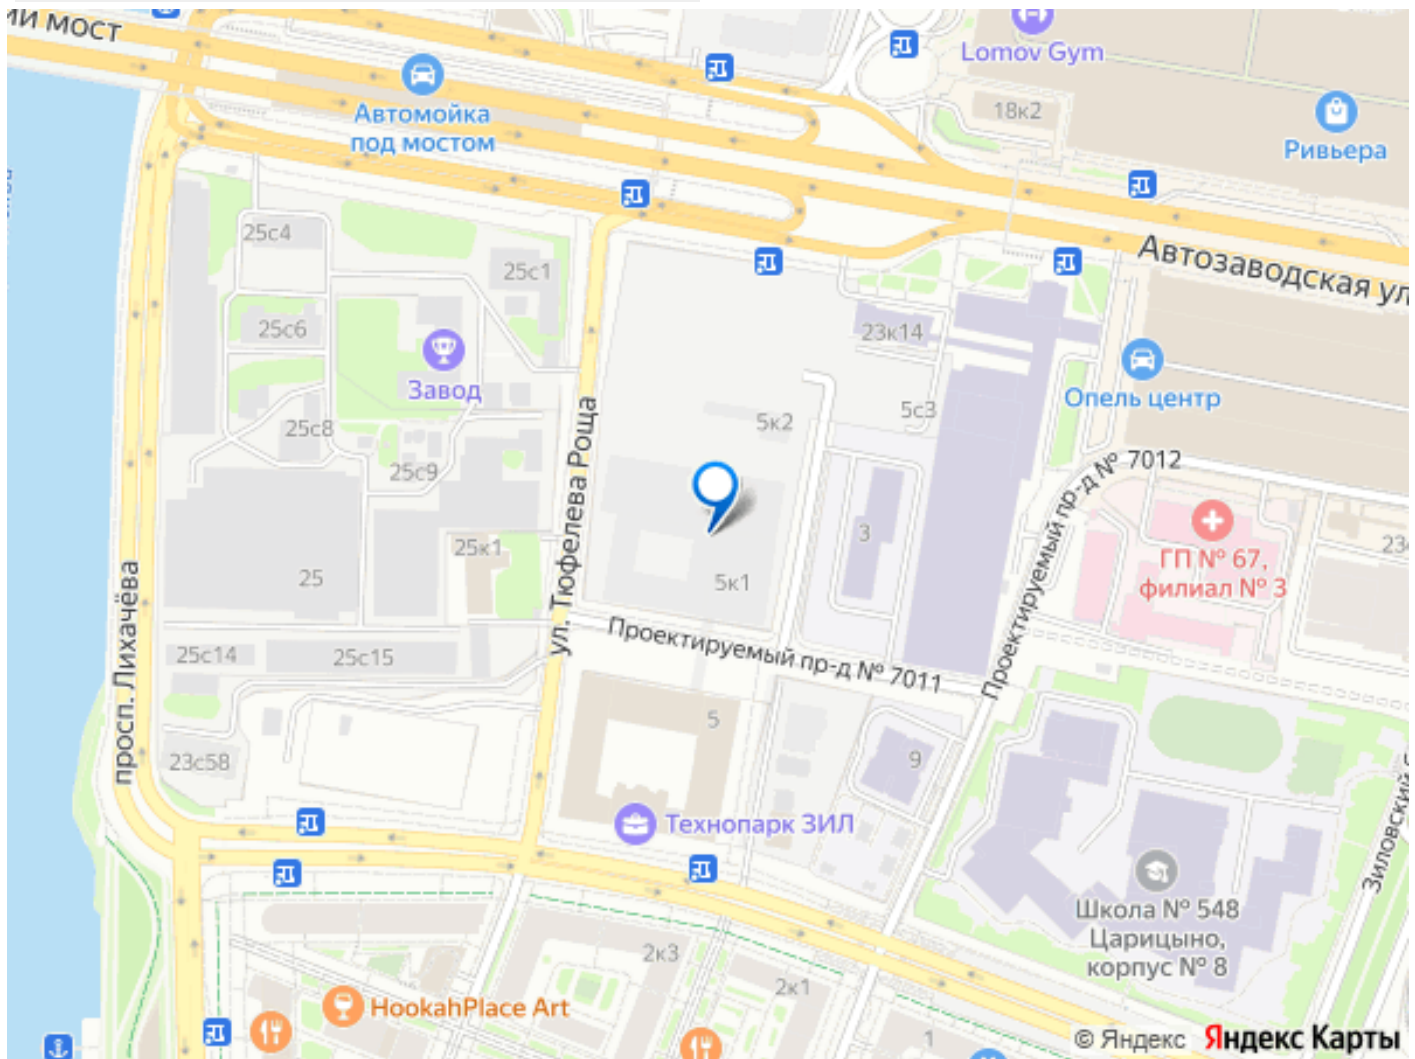 ий мост
Lomov Gym
18к2
Автомойка
под мостом
Ривьера
25с4
25с1
Автозаводская ул.
25с6
23к14
Завод
Опель центр
5с3
5к2
25с8
25с9
ул. Тюфелева Роща
Проектируемый пр-д № 7012
3
25к1
ГП № 67,
филиал № 3
25
5к1
просп. Лихачёва
Проектируемый пр-д № 7011
25с14
25с15
5
23с58
9
Технопарк ЗИЛ
Зиловский
Школа № 548
Царицыно,
корпус № 8
2к3
2к1
HookahPlace Art
1
© Яндекс Яндекс Карты